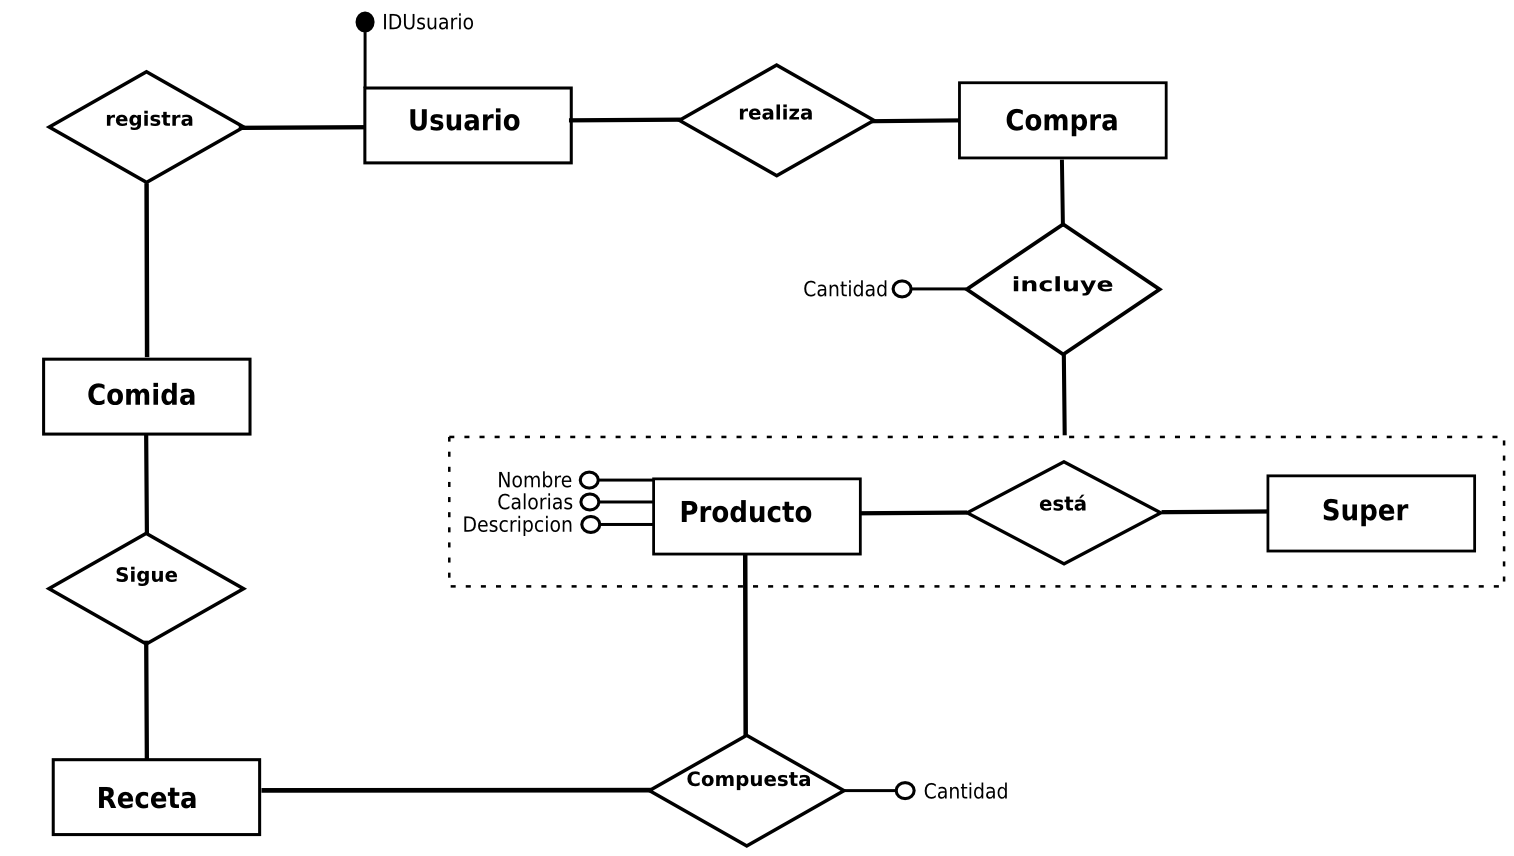 IDUsuario
registra
Usuario
realiza
Compra
Cantidad
incluye
Comida
Nombre
Calorias
Descripcion
Producto
está
Super
Sigue
Receta
Compuesta
Cantidad